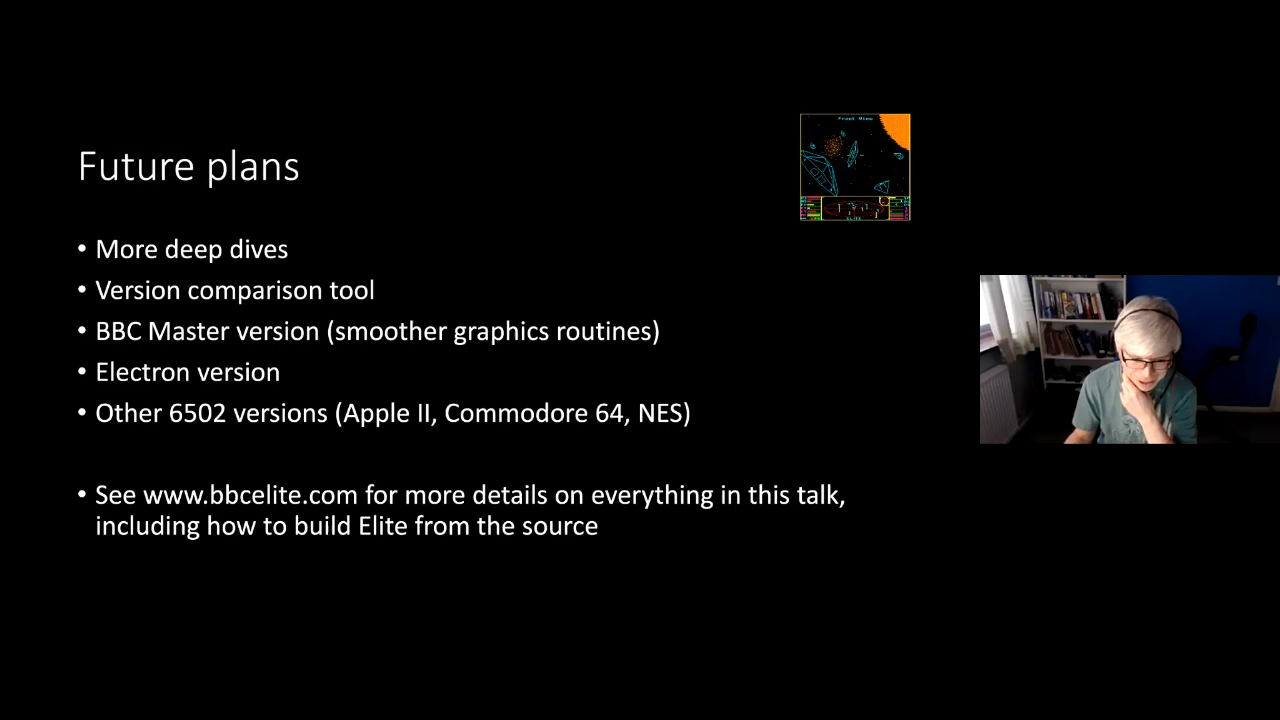 Front View
Future plans
• More deep dives
• Version comparison tool
• BBC Master version (smoother graphics routines)
• Electron version
• Other 6502 versions (Apple II, Commodore 64, NES)
• See www.bbcelite.com for more details on everything in this talk,
including how to build Elite from the source